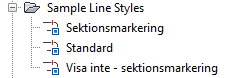 Sample Line Styles
Sektionsmarkering
Standard
Visa inte - sektionsmarkering